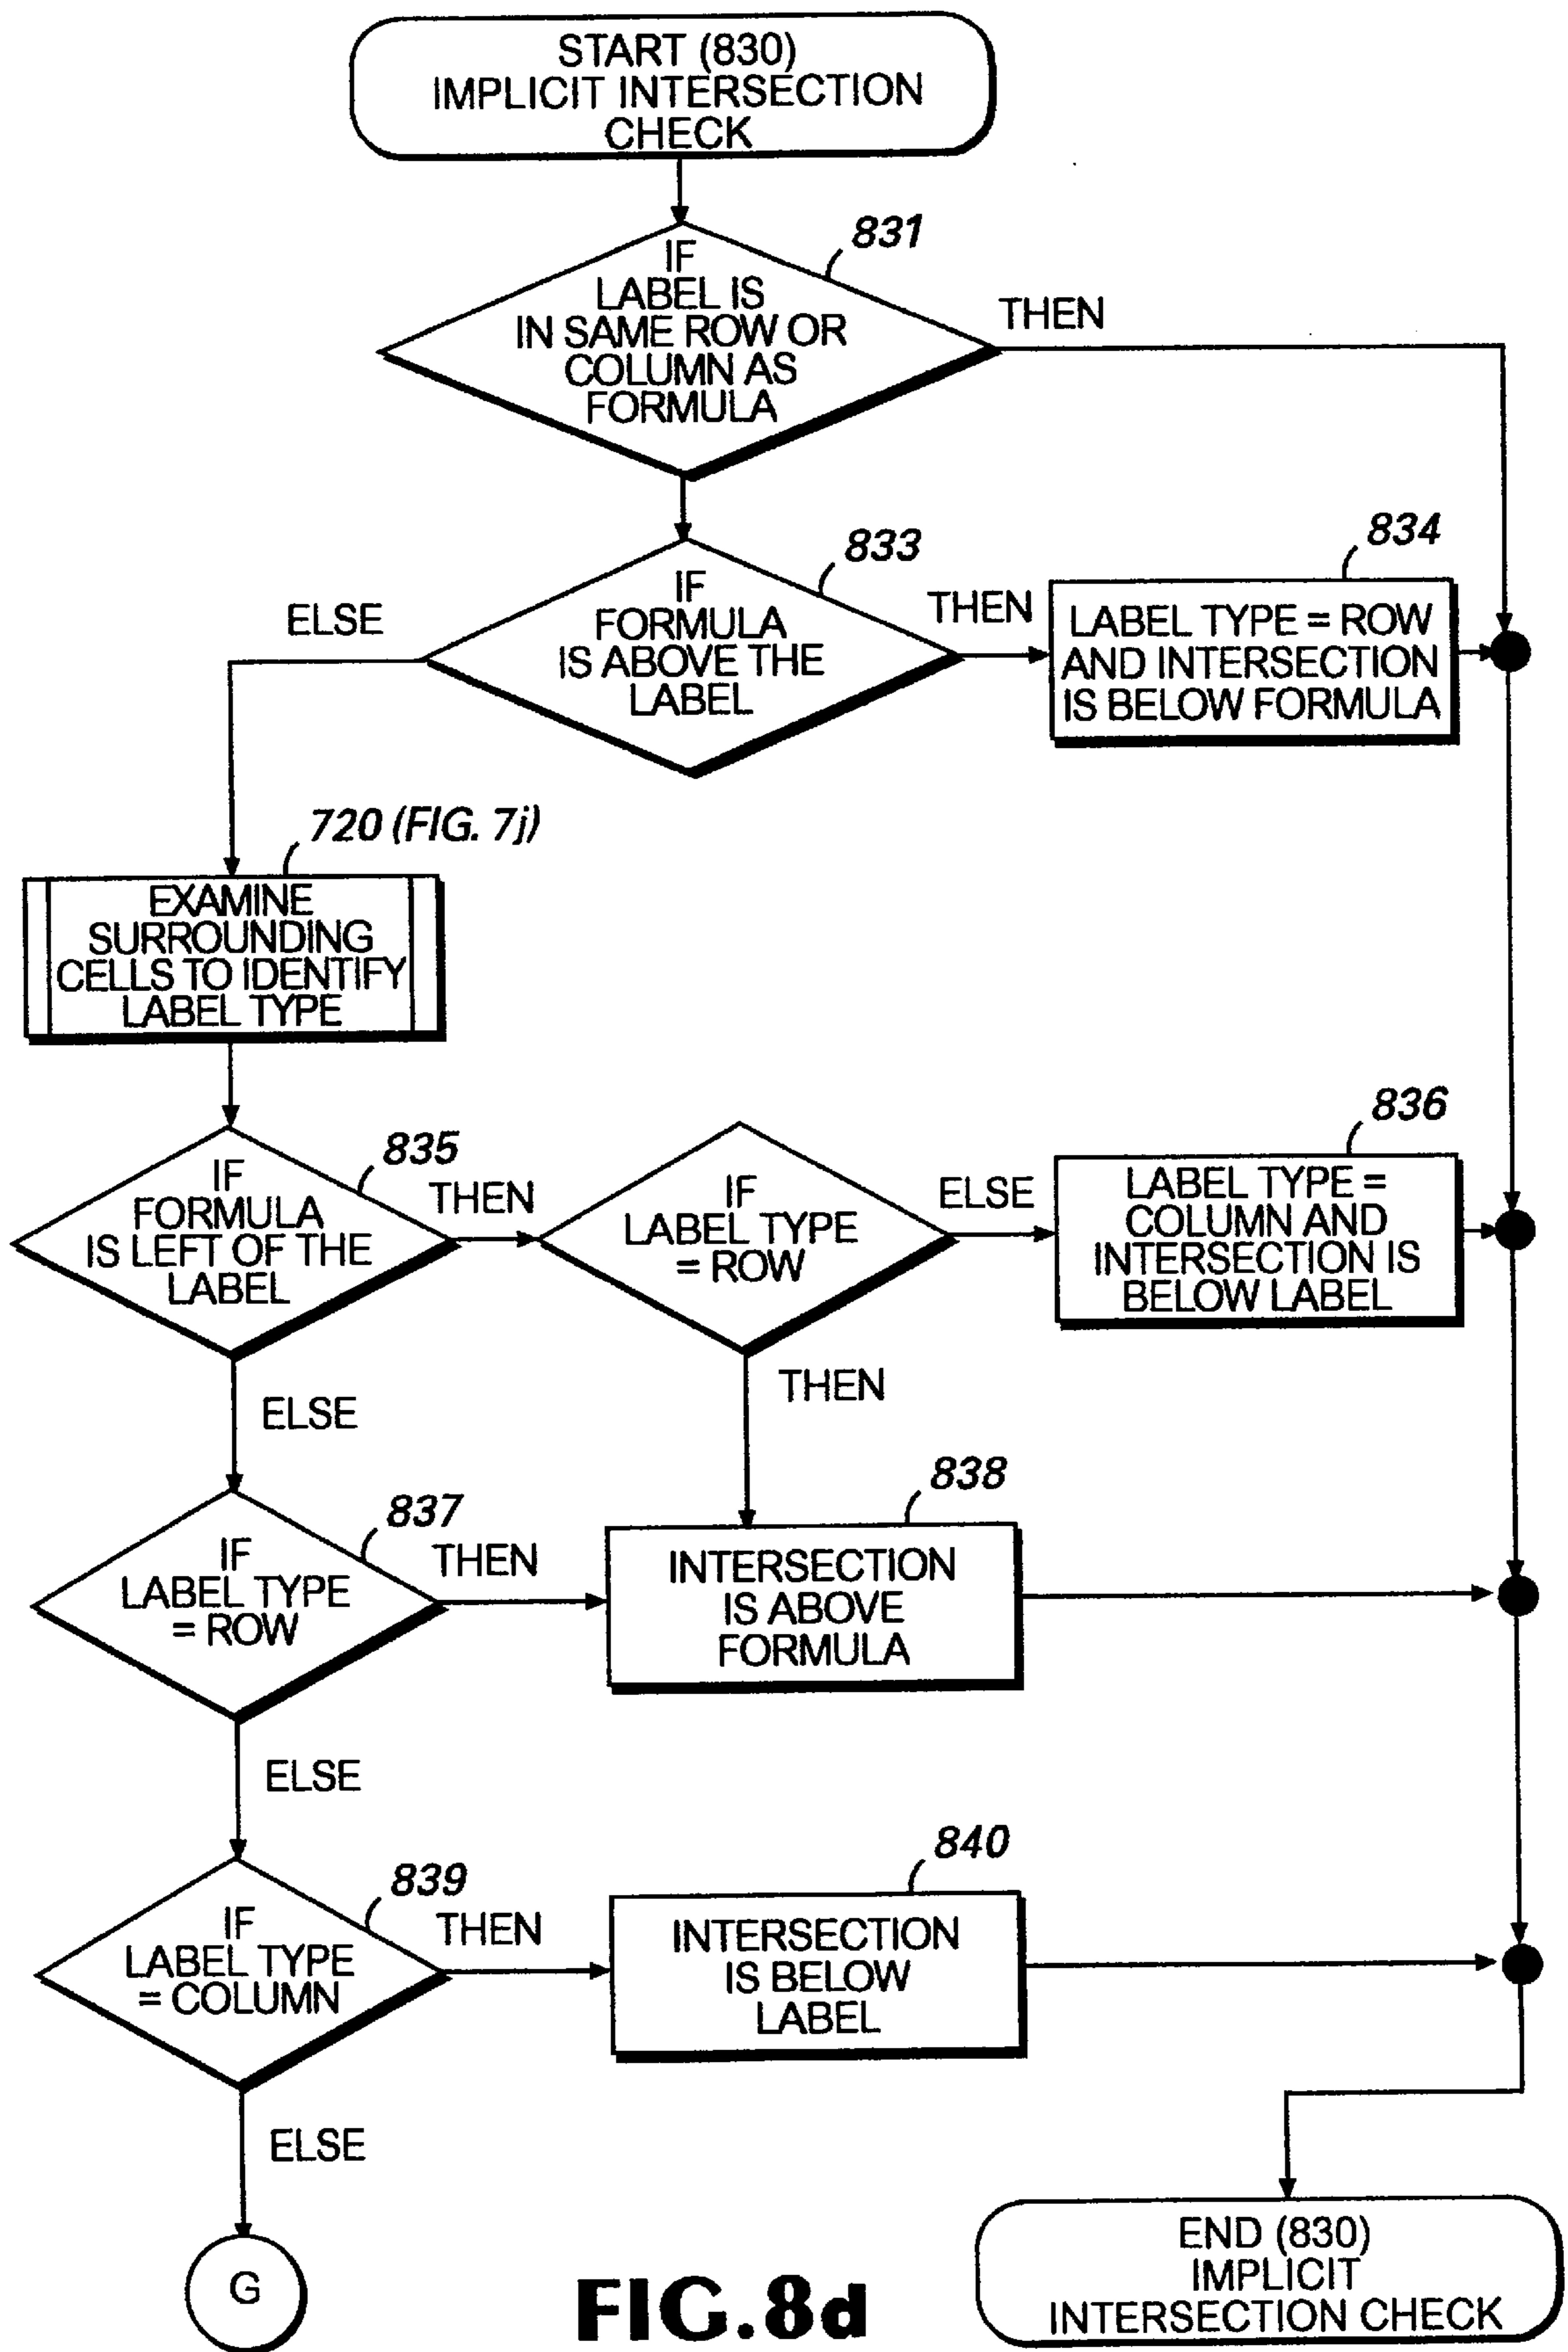 START (830)
IMPLICIT INTERSECTION
CHECK
831
IF
LABEL IS
IN SAME ROW OR
COLUMN AS
FORMULA
THEN
833
IF
FORMULA
IS ABOVE THE
LABEL
ELSE
THEN
834
LABEL TYPE = ROW
AND INTERSECTION
IS BELOW FORMULA
720 (FIG. 7j)
EXAMINE
SURROUNDING
CELLS TO IDENTIFY
LABEL TYPE
835
IF
FORMULA
IS LEFT OF THE
LABEL
THEN
IF
LABEL TYPE
= ROW
ELSE
836
LABEL TYPE =
COLUMN AND
INTERSECTION IS
BELOW LABEL
ELSE
THEN
837
IF
LABEL TYPE
= ROW
THEN
838
INTERSECTION
IS ABOVE
FORMULA
ELSE
839
IF
LABEL TYPE
= COLUMN
THEN
840
INTERSECTION
IS BELOW
LABEL
ELSE
G
END (830)
IMPLICIT
INTERSECTION CHECK
FIG.8d